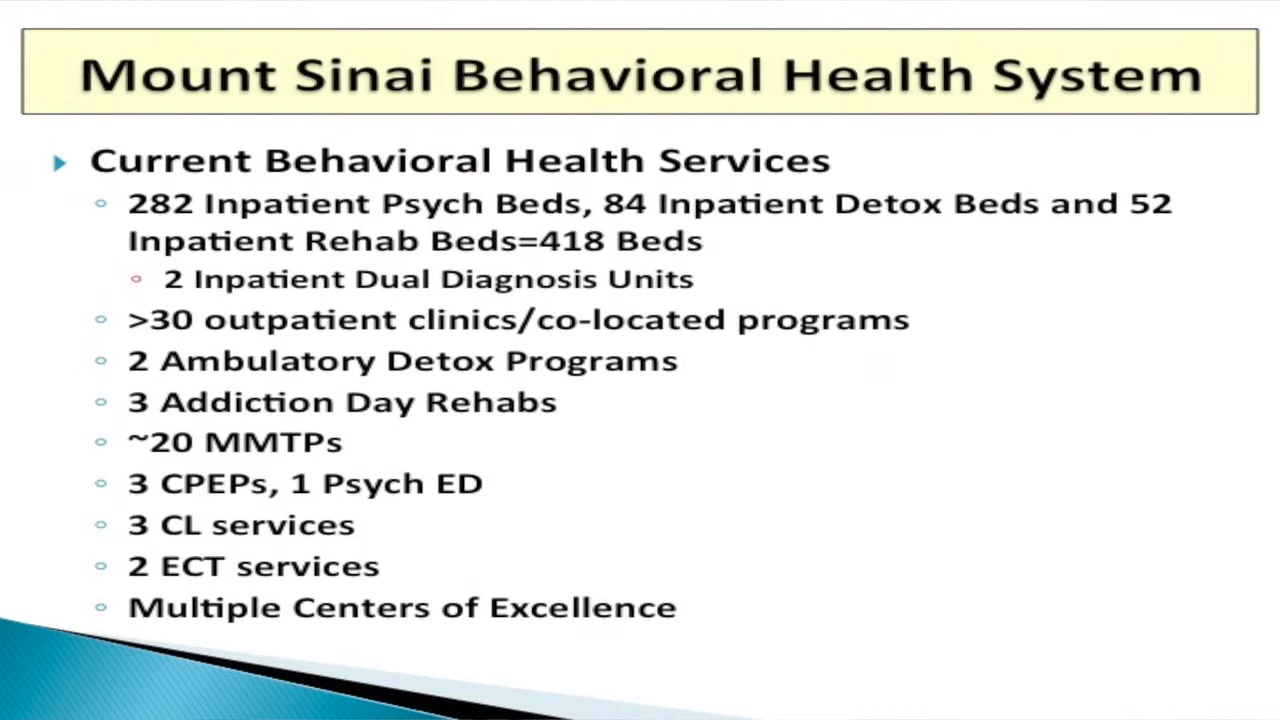 Mount Sinai Behavioral Health System
Current Behavioral Health Services
282 Inpatient Psych Beds, 84 Inpatient Detox Beds and 52
Inpatient Rehab Beds=418 Beds
2 Inpatient Dual Diagnosis Units
>30 outpatient clinics/co-located programs
2 Ambulatory Detox Programs
3 Addiction Day Rehabs
~20 MMTPs
3 CPEPs, 1 Psych ED
3 CL services
2 ECT services
Multiple Centers of Excellence